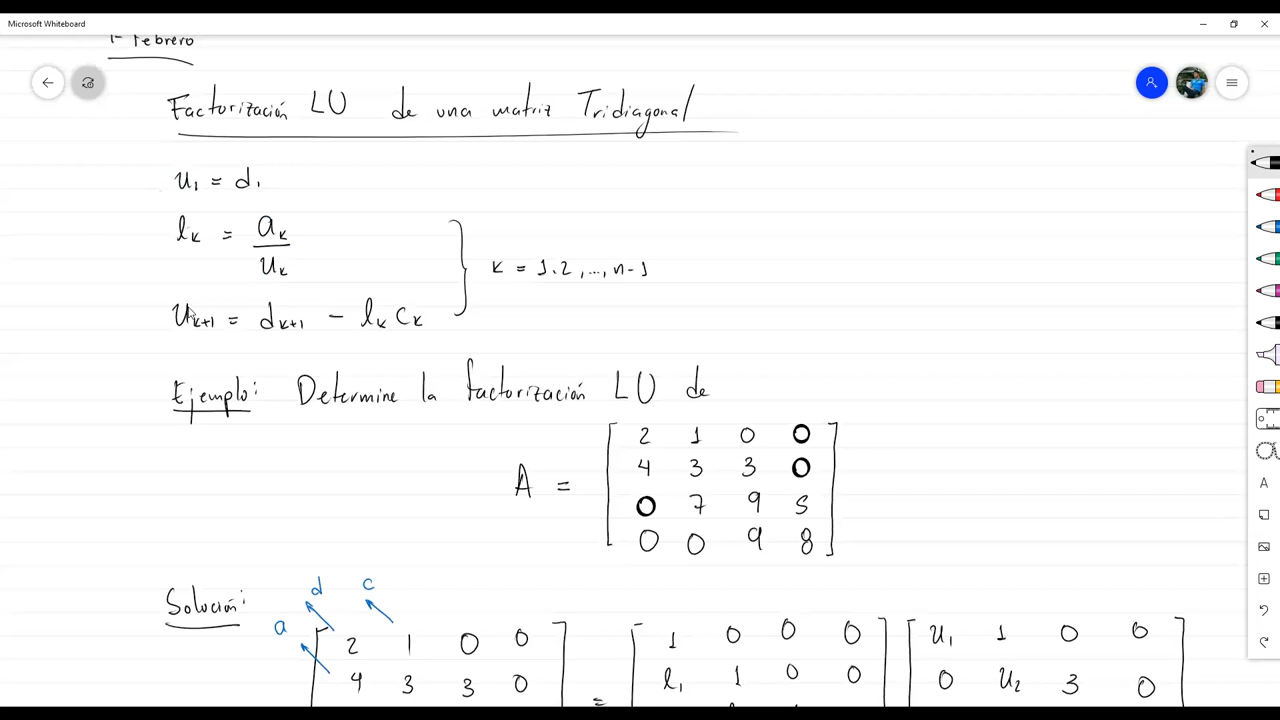 Microsoft Whiteboard
1° Febrero
Factorización LU de una matriz Tridiagonal
u₁ = d₁
lₖ = aₖ / uₖ
uₖ₊₁ = dₖ₊₁ - lₖ cₖ
k = 1.2, ..., n-1
Ejemplo: Determine la factorización LU de
A =
2 1 0 0
4 3 3 0
0 7 9 5
0 0 9 8
Solución:
a d c
2 1 0 0 = 1 0 0 0 u₁ 1 0 0
4 3 3 0 l₁ 1 0 0 0 u₂ 3 0